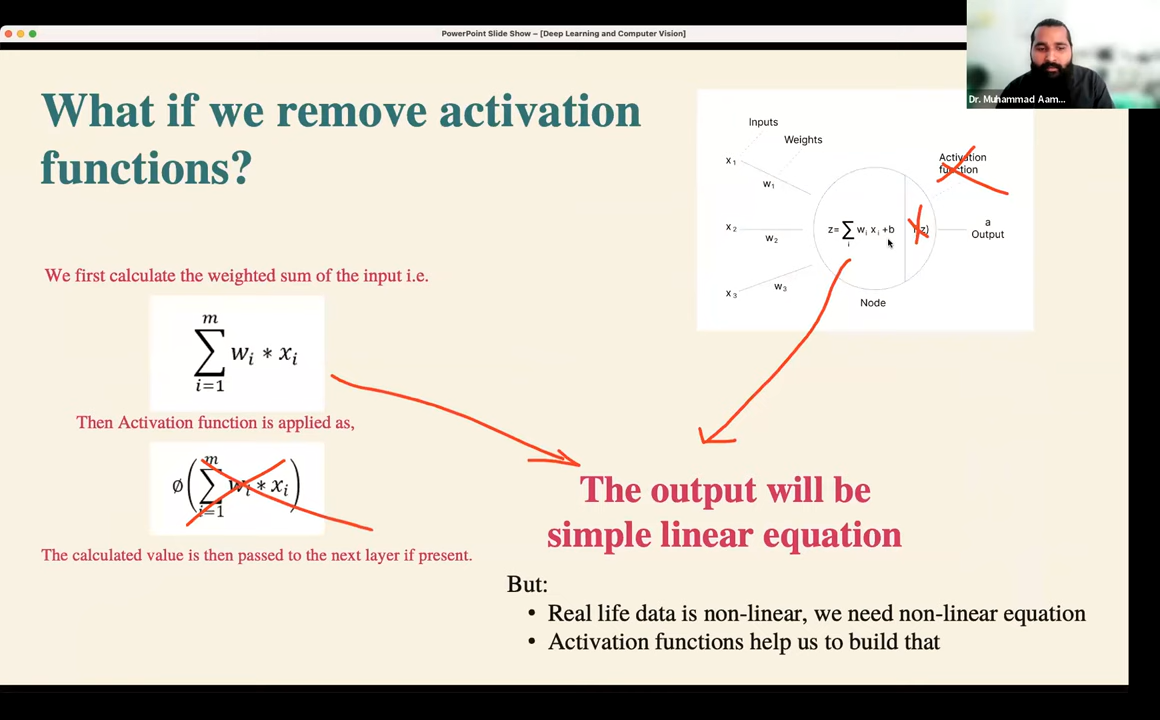 PowerPoint Slide Show – [Deep Learning and Computer Vision]
Dr. Muhammad Aam...
What if we remove activation
functions?
Inputs
Weights
Activation
function
x1
w1
x2
w2
x3
w3
z= ∑ wi xi +b
i
z)
a
Output
Node
We first calculate the weighted sum of the input i.e.
m
∑ wi * xi
i=1
Then Activation function is applied as,
m
ø(∑ wi * xi)
i=1
The calculated value is then passed to the next layer if present.
The output will be
simple linear equation
But:
• Real life data is non-linear, we need non-linear equation
• Activation functions help us to build that